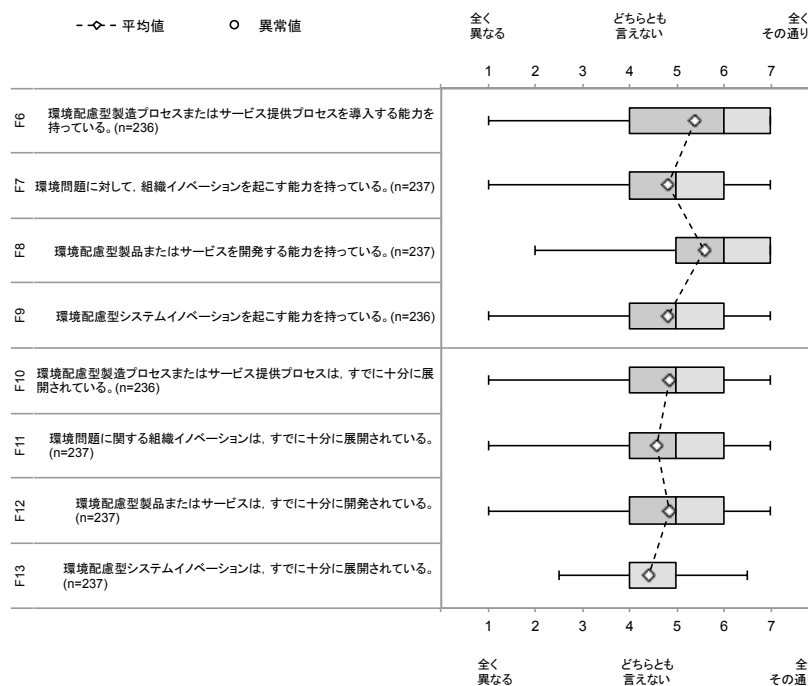 平均値
異常値
全く
異なる
どちらとも
言えない
全く
その通り
1 2 3 4 5 6 7
F6 環境配慮型製造プロセスまたはサービス提供プロセスを導入する能力を
持っている。(n=236)
F7 環境問題に対して，組織イノベーションを起こす能力を持っている。(n=237)
F8 環境配慮型製品またはサービスを開発する能力を持っている。(n=237)
F9 環境配慮型システムイノベーションを起こす能力を持っている。(n=236)
F10 環境配慮型製造プロセスまたはサービス提供プロセスは，すでに十分に展
開されている。(n=236)
F11 環境問題に関する組織イノベーションは，すでに十分に展開されている。
(n=237)
F12 環境配慮型製品またはサービスは，すでに十分に開発されている。
(n=237)
F13 環境配慮型システムイノベーションは，すでに十分に展開されている。
(n=237)
1 2 3 4 5 6 7
全く
異なる
どちらとも
言えない
全
その通